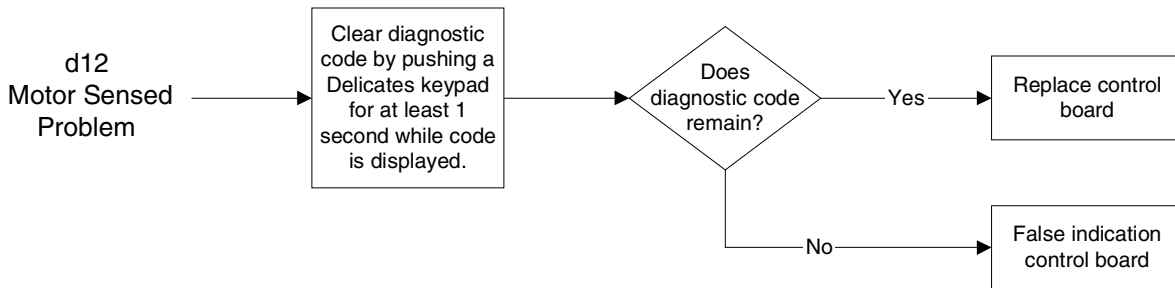 d12
Motor Sensed
Problem
Clear diagnostic
code by pushing a
Delicates keypad
for at least 1
second while code
is displayed.
Does
diagnostic code
remain?
Yes
Replace control
board
No
False indication
control board